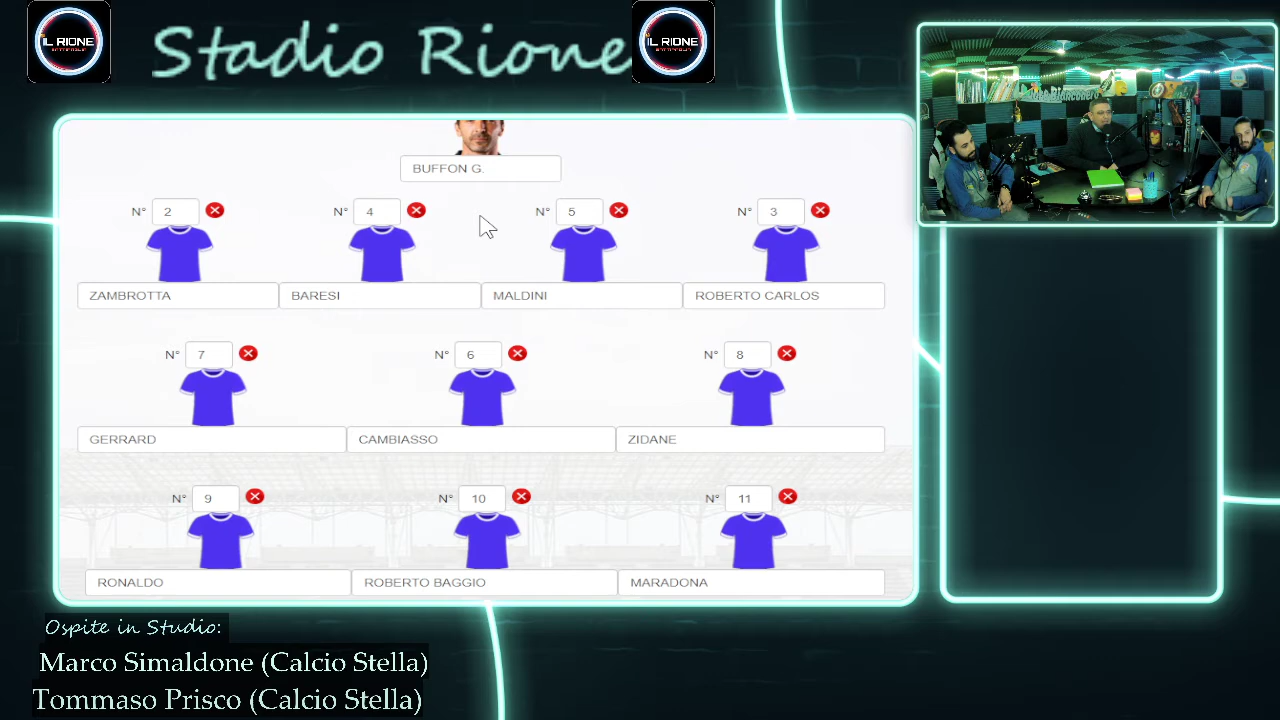 Stadio Rione
IL RIONE
IL RIONE
BUFFON G.
N° 2 N° 4 N° 5 N° 3
ZAMBROTTA BARESI MALDINI ROBERTO CARLOS
N° 7 N° 6 N° 8
GERRARD CAMBIASSO ZIDANE
N° 9 N° 10 N° 11
RONALDO ROBERTO BAGGIO MARADONA
Ospite in Studio:
Marco Simaldone (Calcio Stella)
Tommaso Prisco (Calcio Stella)